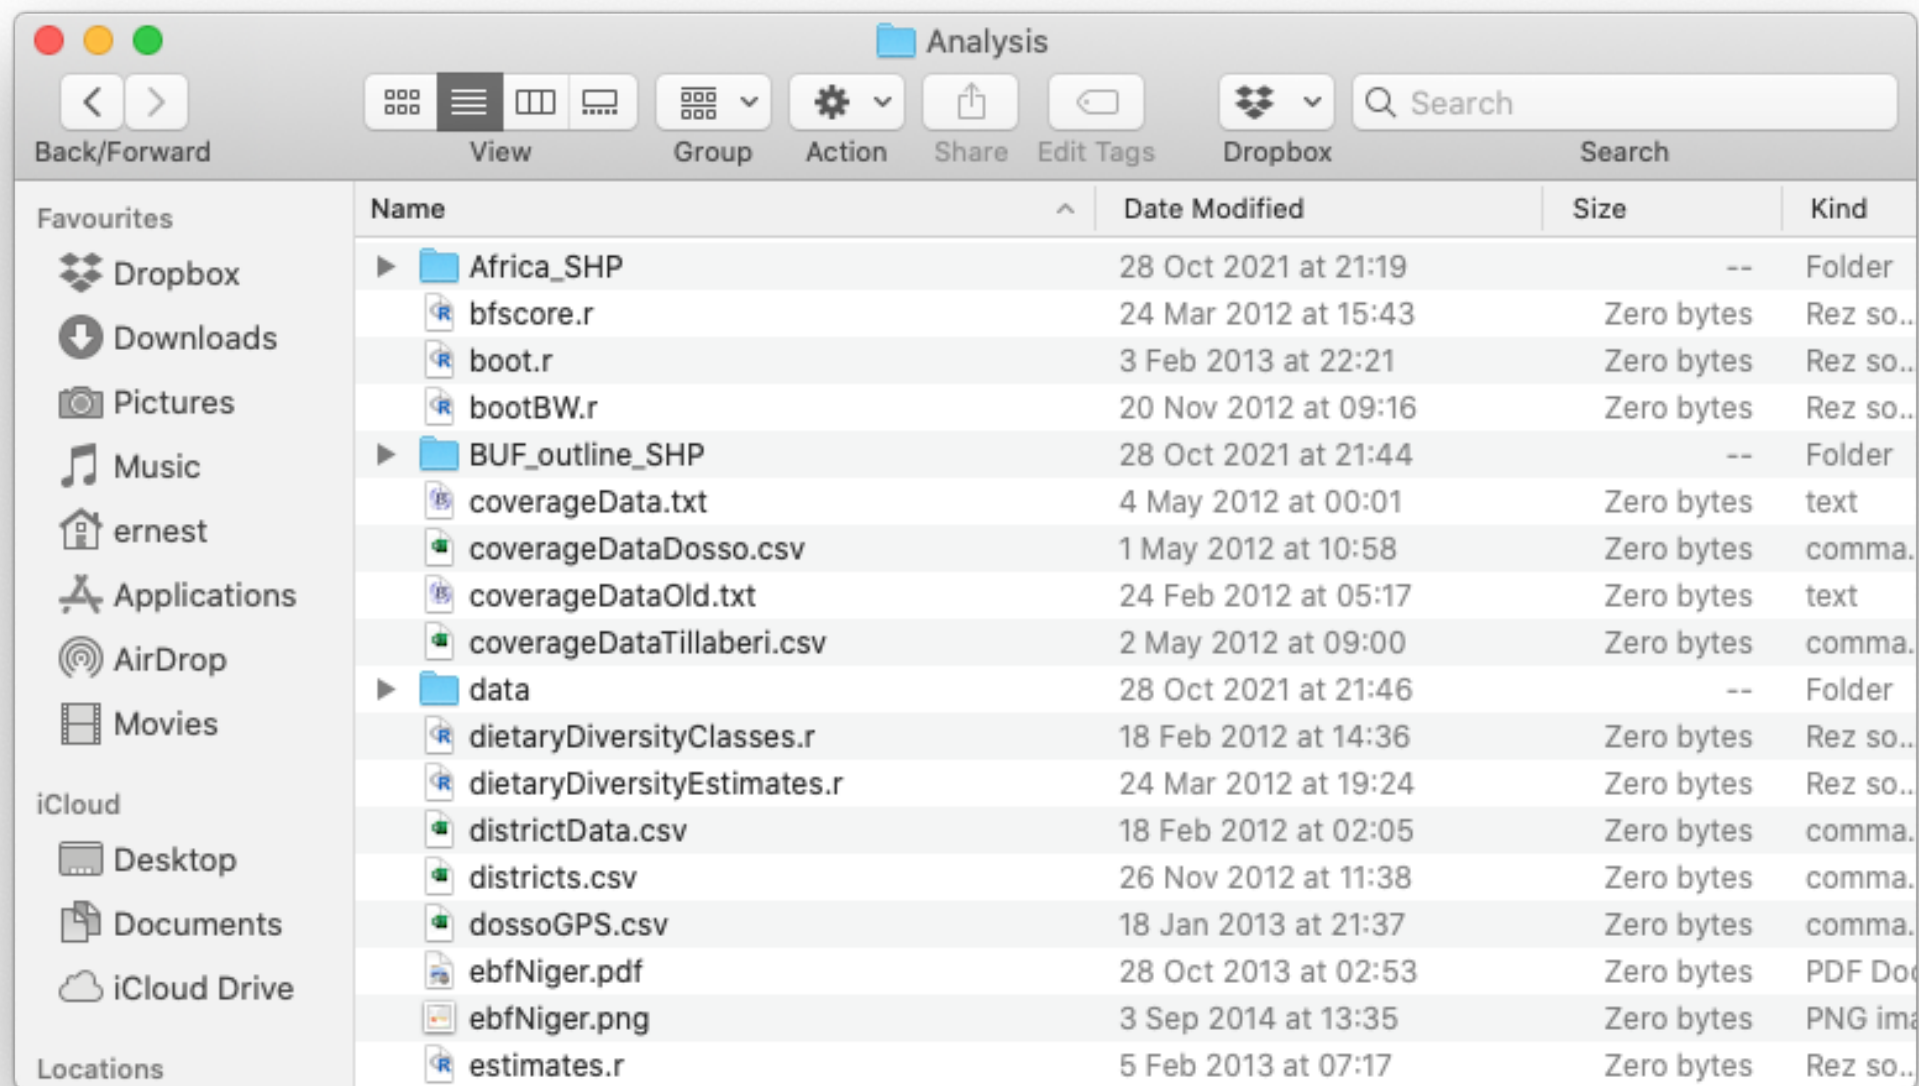 Analysis
Search
Back/Forward View Group Action Share Edit Tags Dropbox Search
Favourites
Dropbox
Downloads
Pictures
Music
ernest
Applications
AirDrop
Movies
iCloud
Desktop
Documents
iCloud Drive
Locations
Name Date Modified Size Kind
Africa_SHP 28 Oct 2021 at 21:19 -- Folder
bfscore.r 24 Mar 2012 at 15:43 Zero bytes Rez so...
boot.r 3 Feb 2013 at 22:21 Zero bytes Rez so...
bootBW.r 20 Nov 2012 at 09:16 Zero bytes Rez so...
BUF_outline_SHP 28 Oct 2021 at 21:44 -- Folder
coverageData.txt 4 May 2012 at 00:01 Zero bytes text
coverageDataDosso.csv 1 May 2012 at 10:58 Zero bytes comma.
coverageDataOld.txt 24 Feb 2012 at 05:17 Zero bytes text
coverageDataTillaberi.csv 2 May 2012 at 09:00 Zero bytes comma.
data 28 Oct 2021 at 21:46 -- Folder
dietaryDiversityClasses.r 18 Feb 2012 at 14:36 Zero bytes Rez so...
dietaryDiversityEstimates.r 24 Mar 2012 at 19:24 Zero bytes Rez so...
districtData.csv 18 Feb 2012 at 02:05 Zero bytes comma.
districts.csv 26 Nov 2012 at 11:38 Zero bytes comma.
dossoGPS.csv 18 Jan 2013 at 21:37 Zero bytes comma.
ebfNiger.pdf 28 Oct 2013 at 02:53 Zero bytes PDF Doc
ebfNiger.png 3 Sep 2014 at 13:35 Zero bytes PNG ima
estimates.r 5 Feb 2013 at 07:17 Zero bytes Rez so...